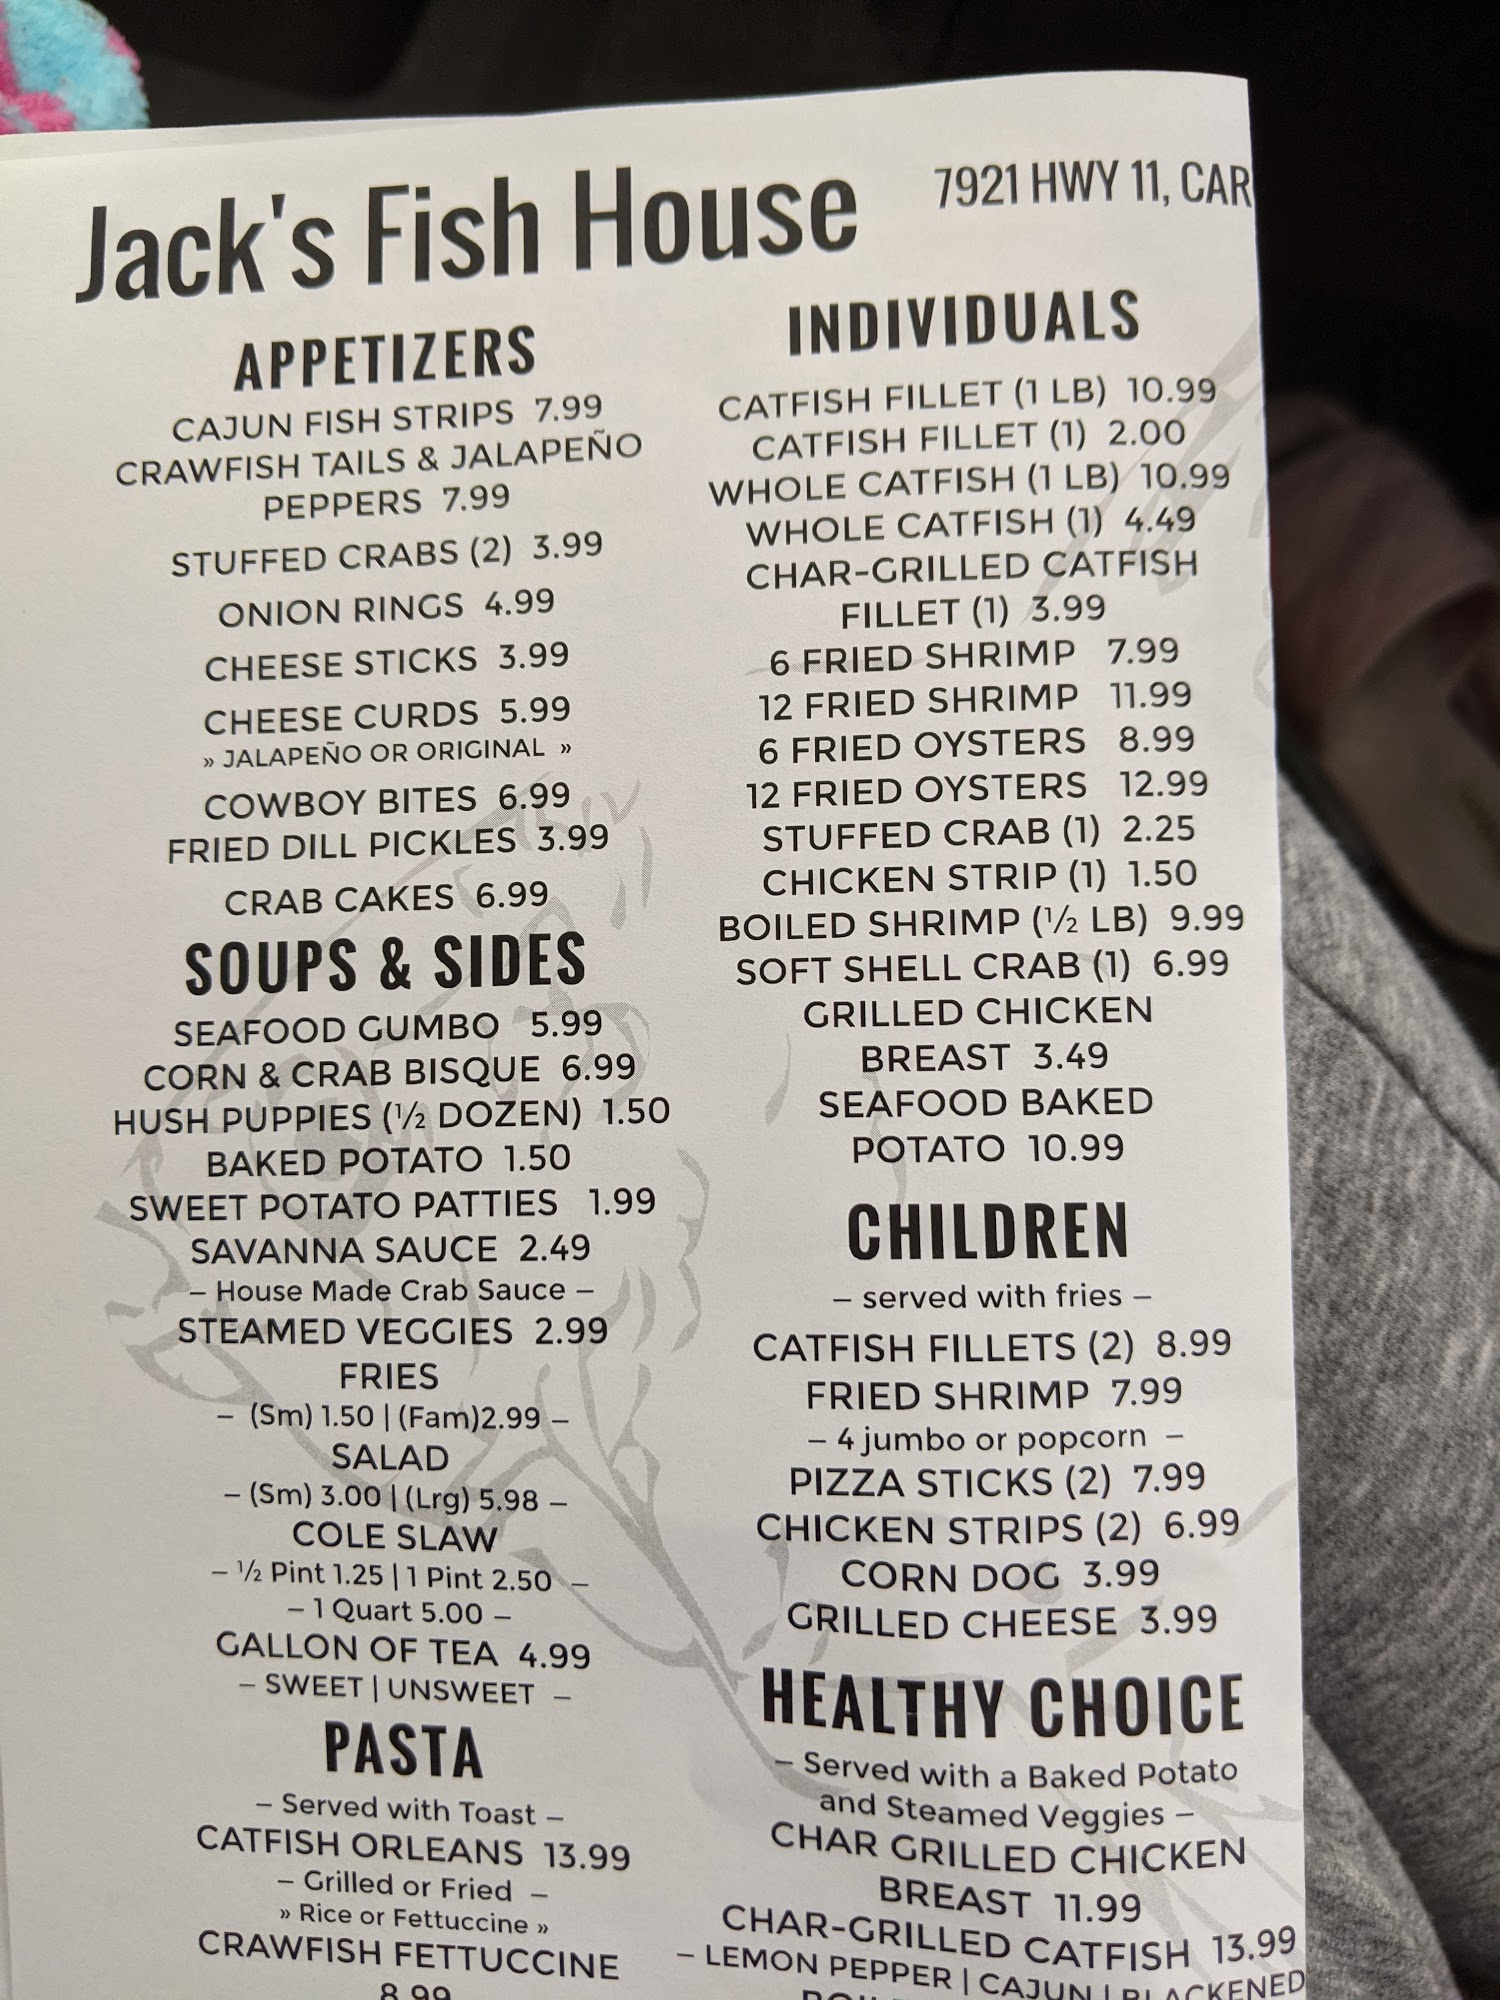 Jack's Fish House
7921 HWY 11, CAR
APPETIZERS
CAJUN FISH STRIPS 7.99
CRAWFISH TAILS & JALAPEÑO
PEPPERS 7.99
STUFFED CRABS (2) 3.99
ONION RINGS 4.99
CHEESE STICKS 3.99
CHEESE CURDS 5.99
» JALAPEÑO OR ORIGINAL »
COWBOY BITES 6.99
FRIED DILL PICKLES 3.99
CRAB CAKES 6.99
SOUPS & SIDES
SEAFOOD GUMBO 5.99
CORN & CRAB BISQUE 6.99
HUSH PUPPIES (½ DOZEN) 1.50
BAKED POTATO 1.50
SWEET POTATO PATTIES 1.99
SAVANNA SAUCE 2.49
– House Made Crab Sauce –
STEAMED VEGGIES 2.99
FRIES
– (Sm) 1.50 | (Fam)2.99 –
SALAD
– (Sm) 3.00 | (Lrg) 5.98 –
COLE SLAW
– ½ Pint 1.25 | 1 Pint 2.50 –
– 1 Quart 5.00 –
GALLON OF TEA 4.99
– SWEET | UNSWEET –
PASTA
– Served with Toast –
CATFISH ORLEANS 13.99
– Grilled or Fried –
» Rice or Fettuccine »
CRAWFISH FETTUCCINE
8.99
INDIVIDUALS
CATFISH FILLET (1 LB) 10.99
CATFISH FILLET (1) 2.00
WHOLE CATFISH (1 LB) 10.99
WHOLE CATFISH (1) 4.49
CHAR-GRILLED CATFISH
FILLET (1) 3.99
6 FRIED SHRIMP 7.99
12 FRIED SHRIMP 11.99
6 FRIED OYSTERS 8.99
12 FRIED OYSTERS 12.99
STUFFED CRAB (1) 2.25
CHICKEN STRIP (1) 1.50
BOILED SHRIMP (½ LB) 9.99
SOFT SHELL CRAB (1) 6.99
GRILLED CHICKEN
BREAST 3.49
SEAFOOD BAKED
POTATO 10.99
CHILDREN
– served with fries –
CATFISH FILLETS (2) 8.99
FRIED SHRIMP 7.99
– 4 jumbo or popcorn –
PIZZA STICKS (2) 7.99
CHICKEN STRIPS (2) 6.99
CORN DOG 3.99
GRILLED CHEESE 3.99
HEALTHY CHOICE
– Served with a Baked Potato
and Steamed Veggies –
CHAR GRILLED CHICKEN
BREAST 11.99
CHAR-GRILLED CATFISH 13.99
– LEMON PEPPER | CAJUN | BLACKENED